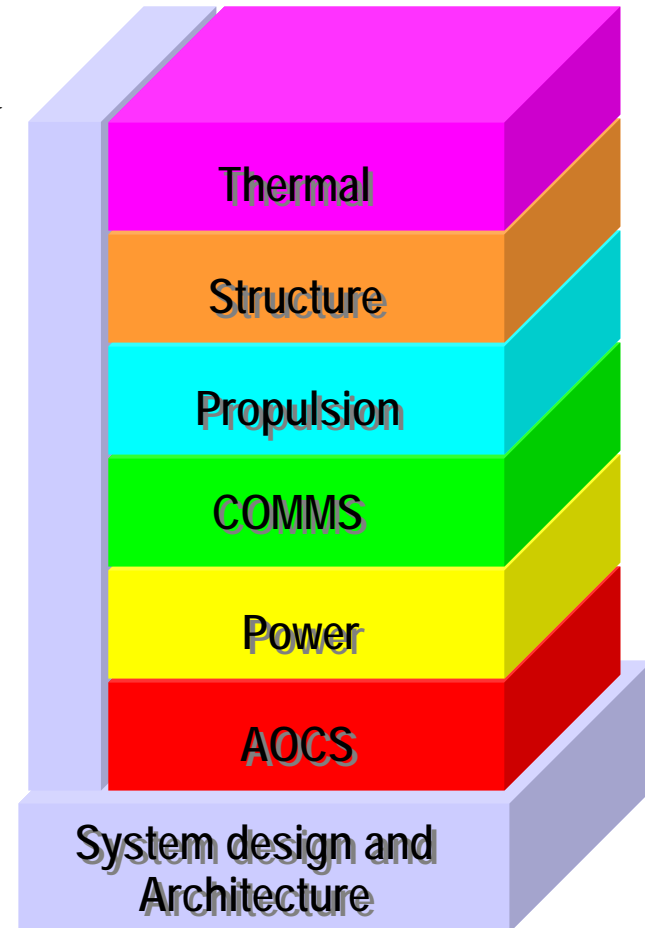 Thermal
Structure
Propulsion
COMMS
Power
AOCS
System design and
Architecture